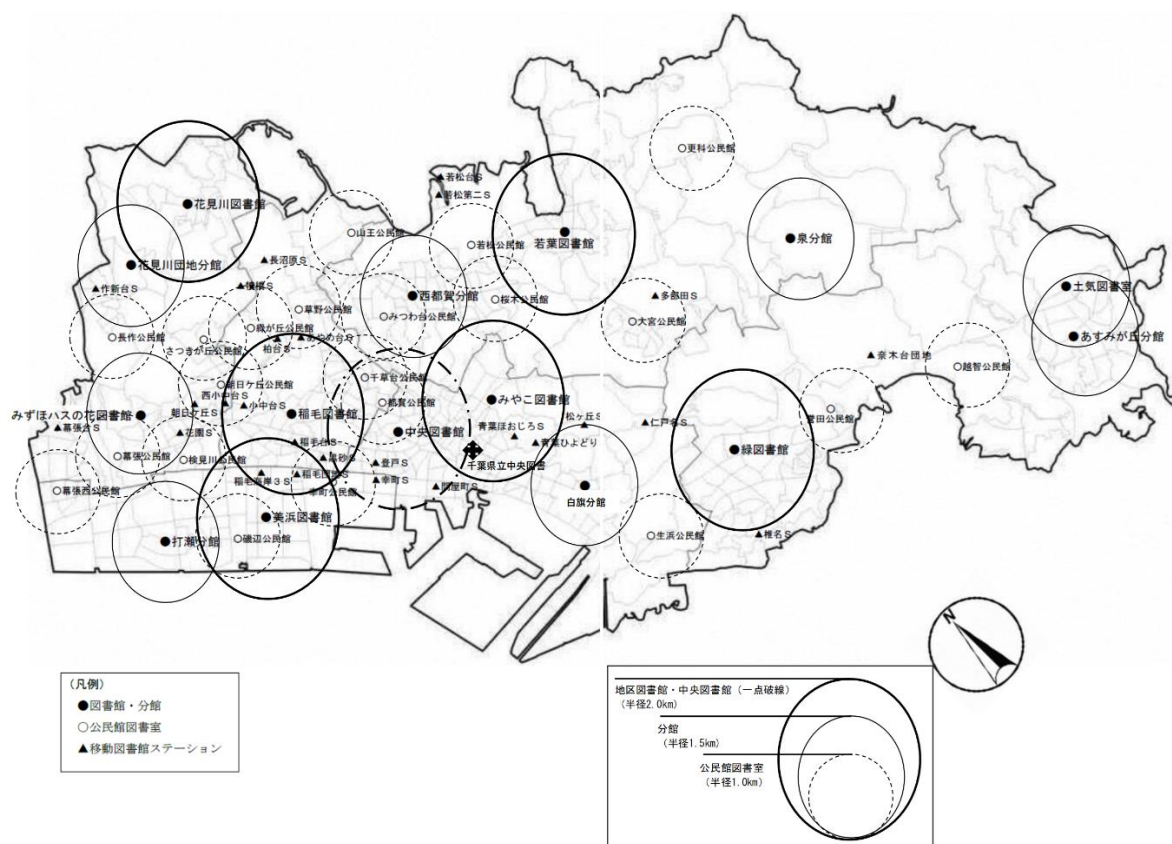 若松台S
若松第二S
更科公民館
花見川図書館
山王公民館
若松公民館
若葉図書館
泉分館
長沼原S
花見川団地分館
作新台S
横橋S
西都賀分館
桜木公民館
多部田S
土気図書室
草野公民館
みつわ台公民館
大宮公民館
長作公民館
さつきが丘公民館
柏台S
あやめ台S
あすみが丘分館
奈木台団地
越智公民館
千草台公民館
朝日ケ丘公民館
西小中台S
小中台S
朝日ケ丘S
みずほハスの花図書館
稲毛図書館
都賀公民館
みやこ図書館
松ヶ丘S
誉田公民館
幕張台S
花園S
中央図書館
青葉ほおじろS
青葉ひよどり
仁戸名S
緑図書館
稲毛台S
幕張公民館
検見川公民館
黒砂S
登戸S
千葉県立中央図書
稲毛海岸3S
稲毛団地S
幸町S
幸町公民館
問屋町S
幕張西公民館
白旗分館
美浜図書館
打瀬分館
磯辺公民館
生浜公民館
椎名S
N
(凡例)
●図書館・分館
○公民館図書室
▲移動図書館ステーション
地区図書館・中央図書館（一点破線）
（半径2.0km）
分館
（半径1.5km）
公民館図書室
（半径1.0km）